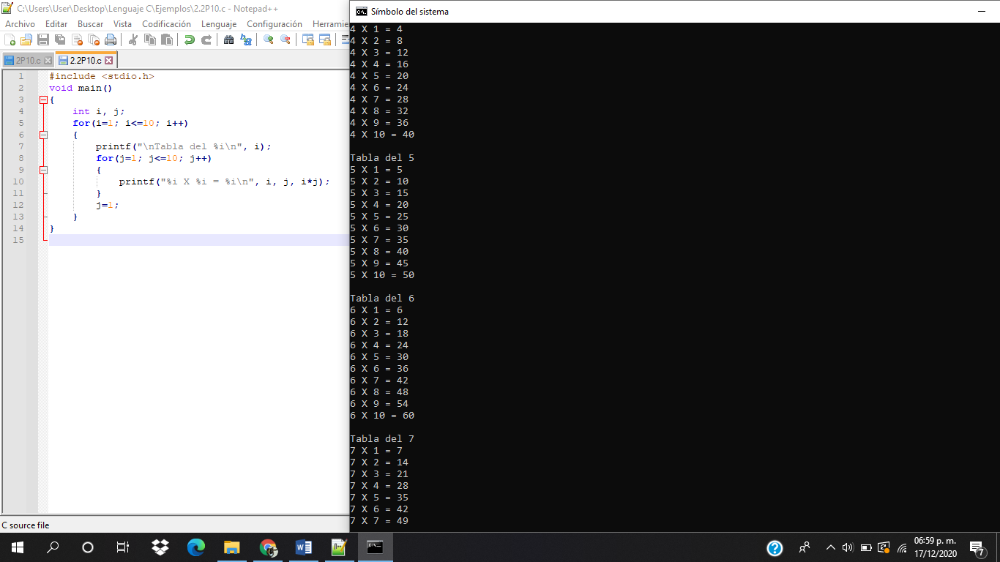 C:\Users\User\Desktop\Lenguaje C\Ejemplos\2.2P10.c - Notepad++
Archivo Editar Buscar Vista Codificación Lenguaje Configuración Herramie
2P10.c 2.2P10.c
1 #include <stdio.h>
2 void main()
3 {
4 int i, j;
5 for(i=1; i<=10; i++)
6 {
7 printf("\nTabla del %i\n", i);
8 for(j=1; j<=10; j++)
9 {
10 printf("%i X %i = %i\n", i, j, i*j);
11 }
12 j=1;
13 }
14 }
15
C source file
Símbolo del sistema
4 X 1 = 4
4 X 2 = 8
4 X 3 = 12
4 X 4 = 16
4 X 5 = 20
4 X 6 = 24
4 X 7 = 28
4 X 8 = 32
4 X 9 = 36
4 X 10 = 40
Tabla del 5
5 X 1 = 5
5 X 2 = 10
5 X 3 = 15
5 X 4 = 20
5 X 5 = 25
5 X 6 = 30
5 X 7 = 35
5 X 8 = 40
5 X 9 = 45
5 X 10 = 50
Tabla del 6
6 X 1 = 6
6 X 2 = 12
6 X 3 = 18
6 X 4 = 24
6 X 5 = 30
6 X 6 = 36
6 X 7 = 42
6 X 8 = 48
6 X 9 = 54
6 X 10 = 60
Tabla del 7
7 X 1 = 7
7 X 2 = 14
7 X 3 = 21
7 X 4 = 28
7 X 5 = 35
7 X 6 = 42
7 X 7 = 49
06:59 p. m.
17/12/2020
7